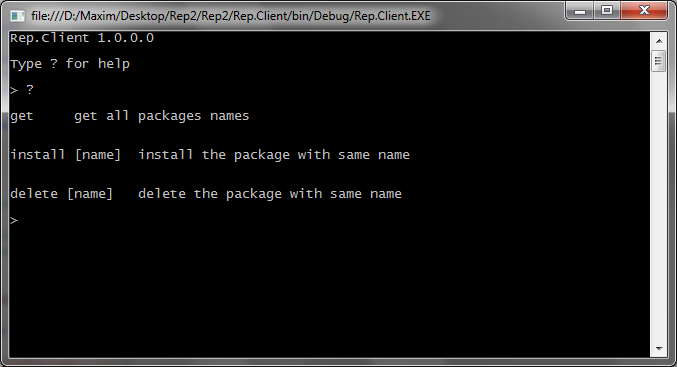 file:///D:/Maxim/Desktop/Rep2/Rep2/Rep.Client/bin/Debug/Rep.Client.EXE
Rep.Client 1.0.0.0
Type ? for help
> ?
get     get all packages names
install [name]  install the package with same name
delete [name]   delete the package with same name
>